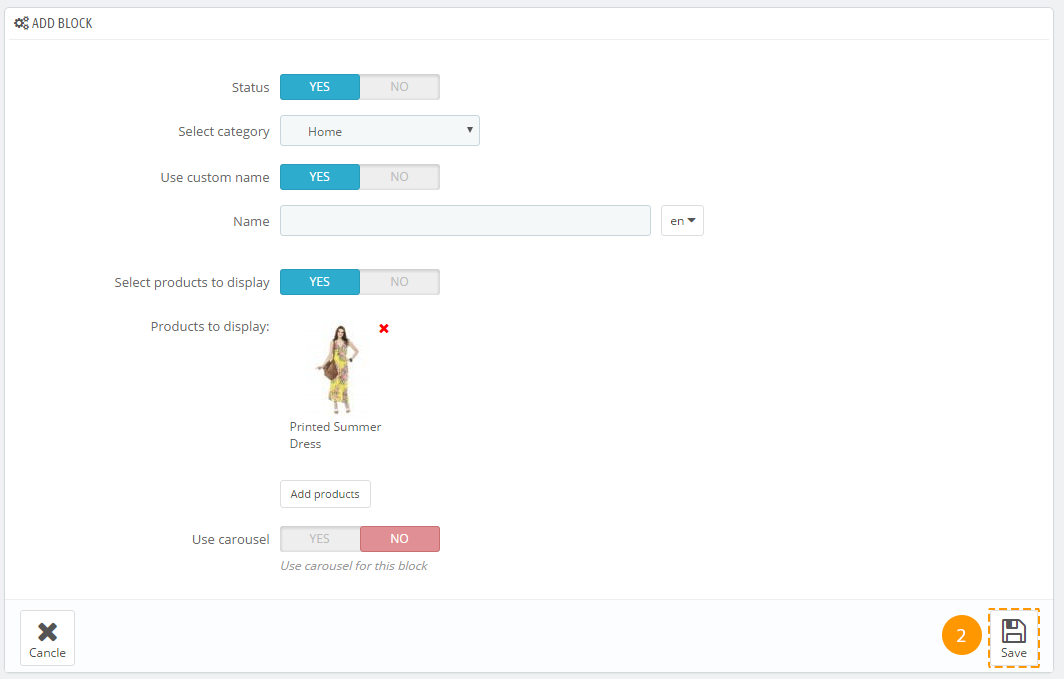 ADD BLOCK
Status YES NO
Select category Home
Use custom name YES NO
Name en
Select products to display YES NO
Products to display:
Printed Summer
Dress
Add products
Use carousel YES NO
Use carousel for this block
Cancle 2 Save